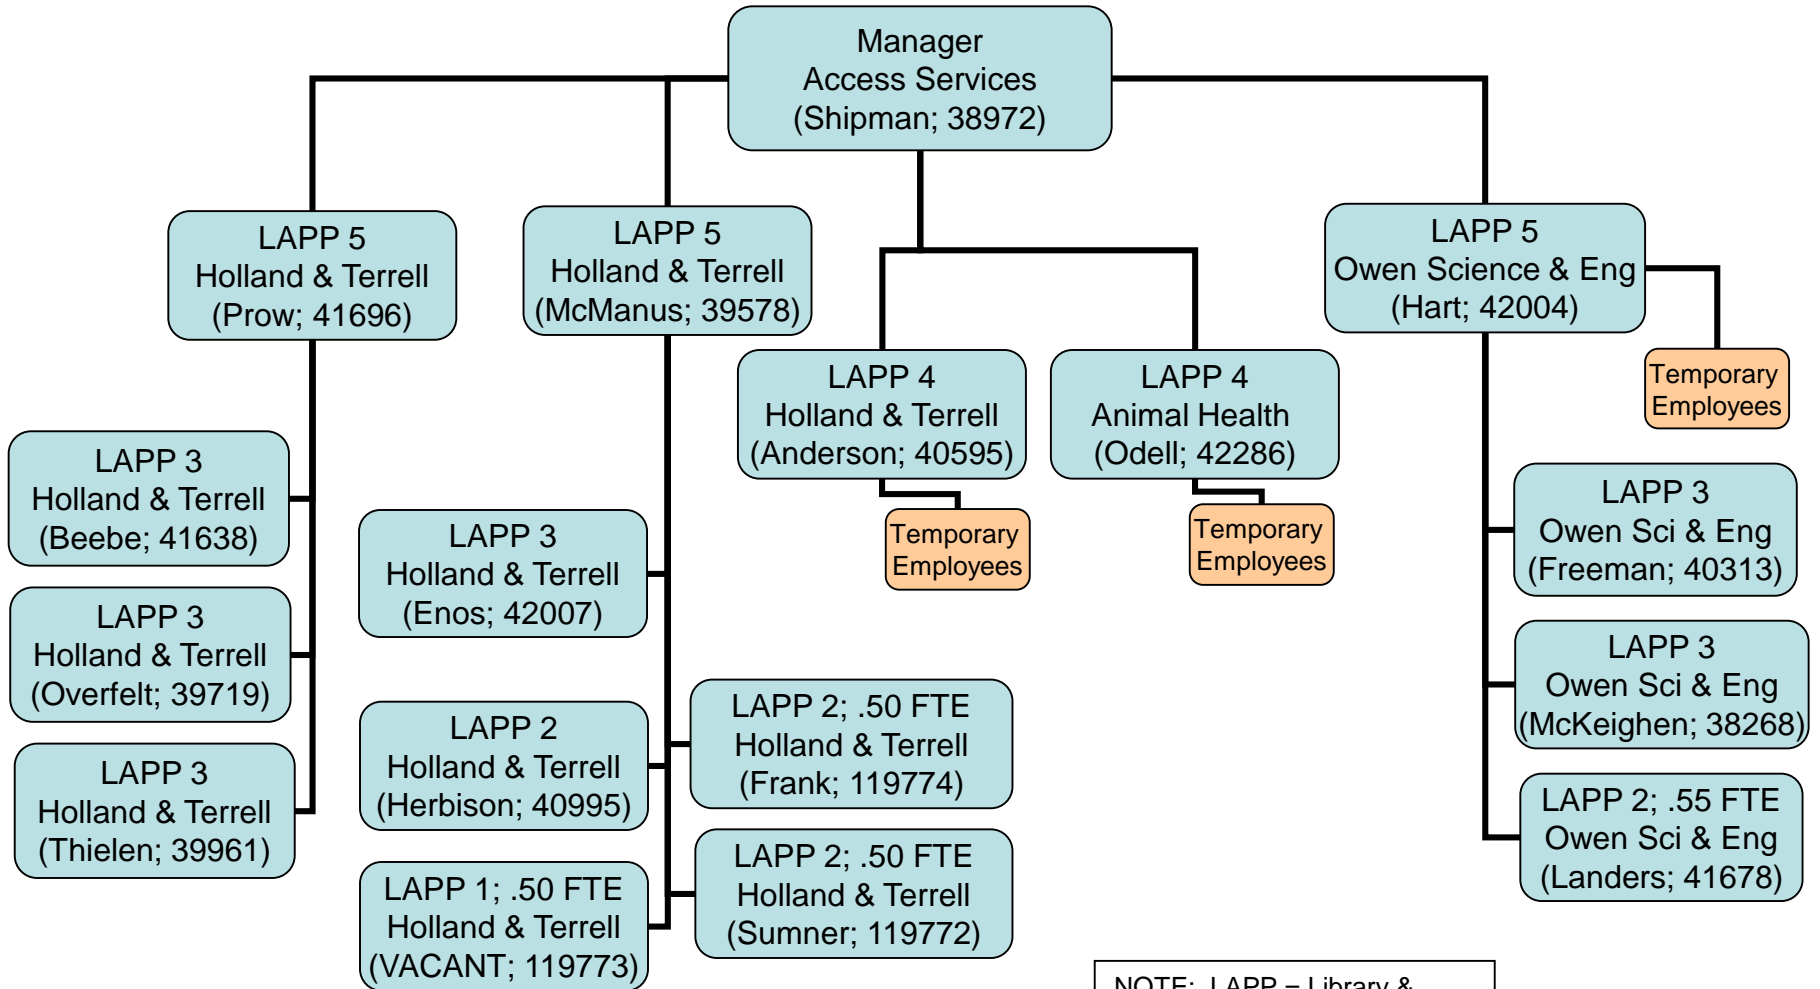 Manager
Access Services
(Shipman; 38972)
LAPP 5
Holland & Terrell
(Prow; 41696)
LAPP 3
Holland & Terrell
(Beebe; 41638)
LAPP 3
Holland & Terrell
(Overfelt; 39719)
LAPP 3
Holland & Terrell
(Thielen; 39961)
LAPP 5
Holland & Terrell
(McManus; 39578)
LAPP 3
Holland & Terrell
(Enos; 42007)
LAPP 2
Holland & Terrell
(Herbison; 40995)
LAPP 1; .50 FTE
Holland & Terrell
(VACANT; 119773)
LAPP 2; .50 FTE
Holland & Terrell
(Frank; 119774)
LAPP 2; .50 FTE
Holland & Terrell
(Sumner; 119772)
LAPP 4
Holland & Terrell
(Anderson; 40595)
Temporary
Employees
LAPP 4
Animal Health
(Odell; 42286)
Temporary
Employees
LAPP 5
Owen Science & Eng
(Hart; 42004)
Temporary
Employees
LAPP 3
Owen Sci & Eng
(Freeman; 40313)
LAPP 3
Owen Sci & Eng
(McKeighen; 38268)
LAPP 2; .55 FTE
Owen Sci & Eng
(Landers; 41678)
NOTE: LAPP = Library &